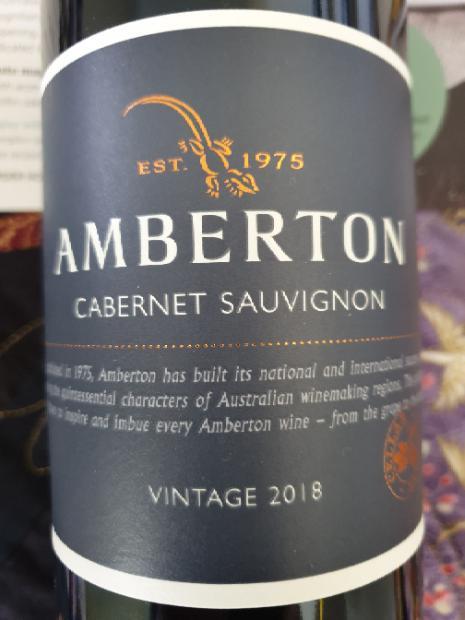 EST. 1975
AMBERTON
CABERNET SAUVIGNON
in 1975, Amberton has built its national and international
the quintessential characters of Australian winemaking regions.
to inspire and imbue every Amberton wine – from the
VINTAGE 2018